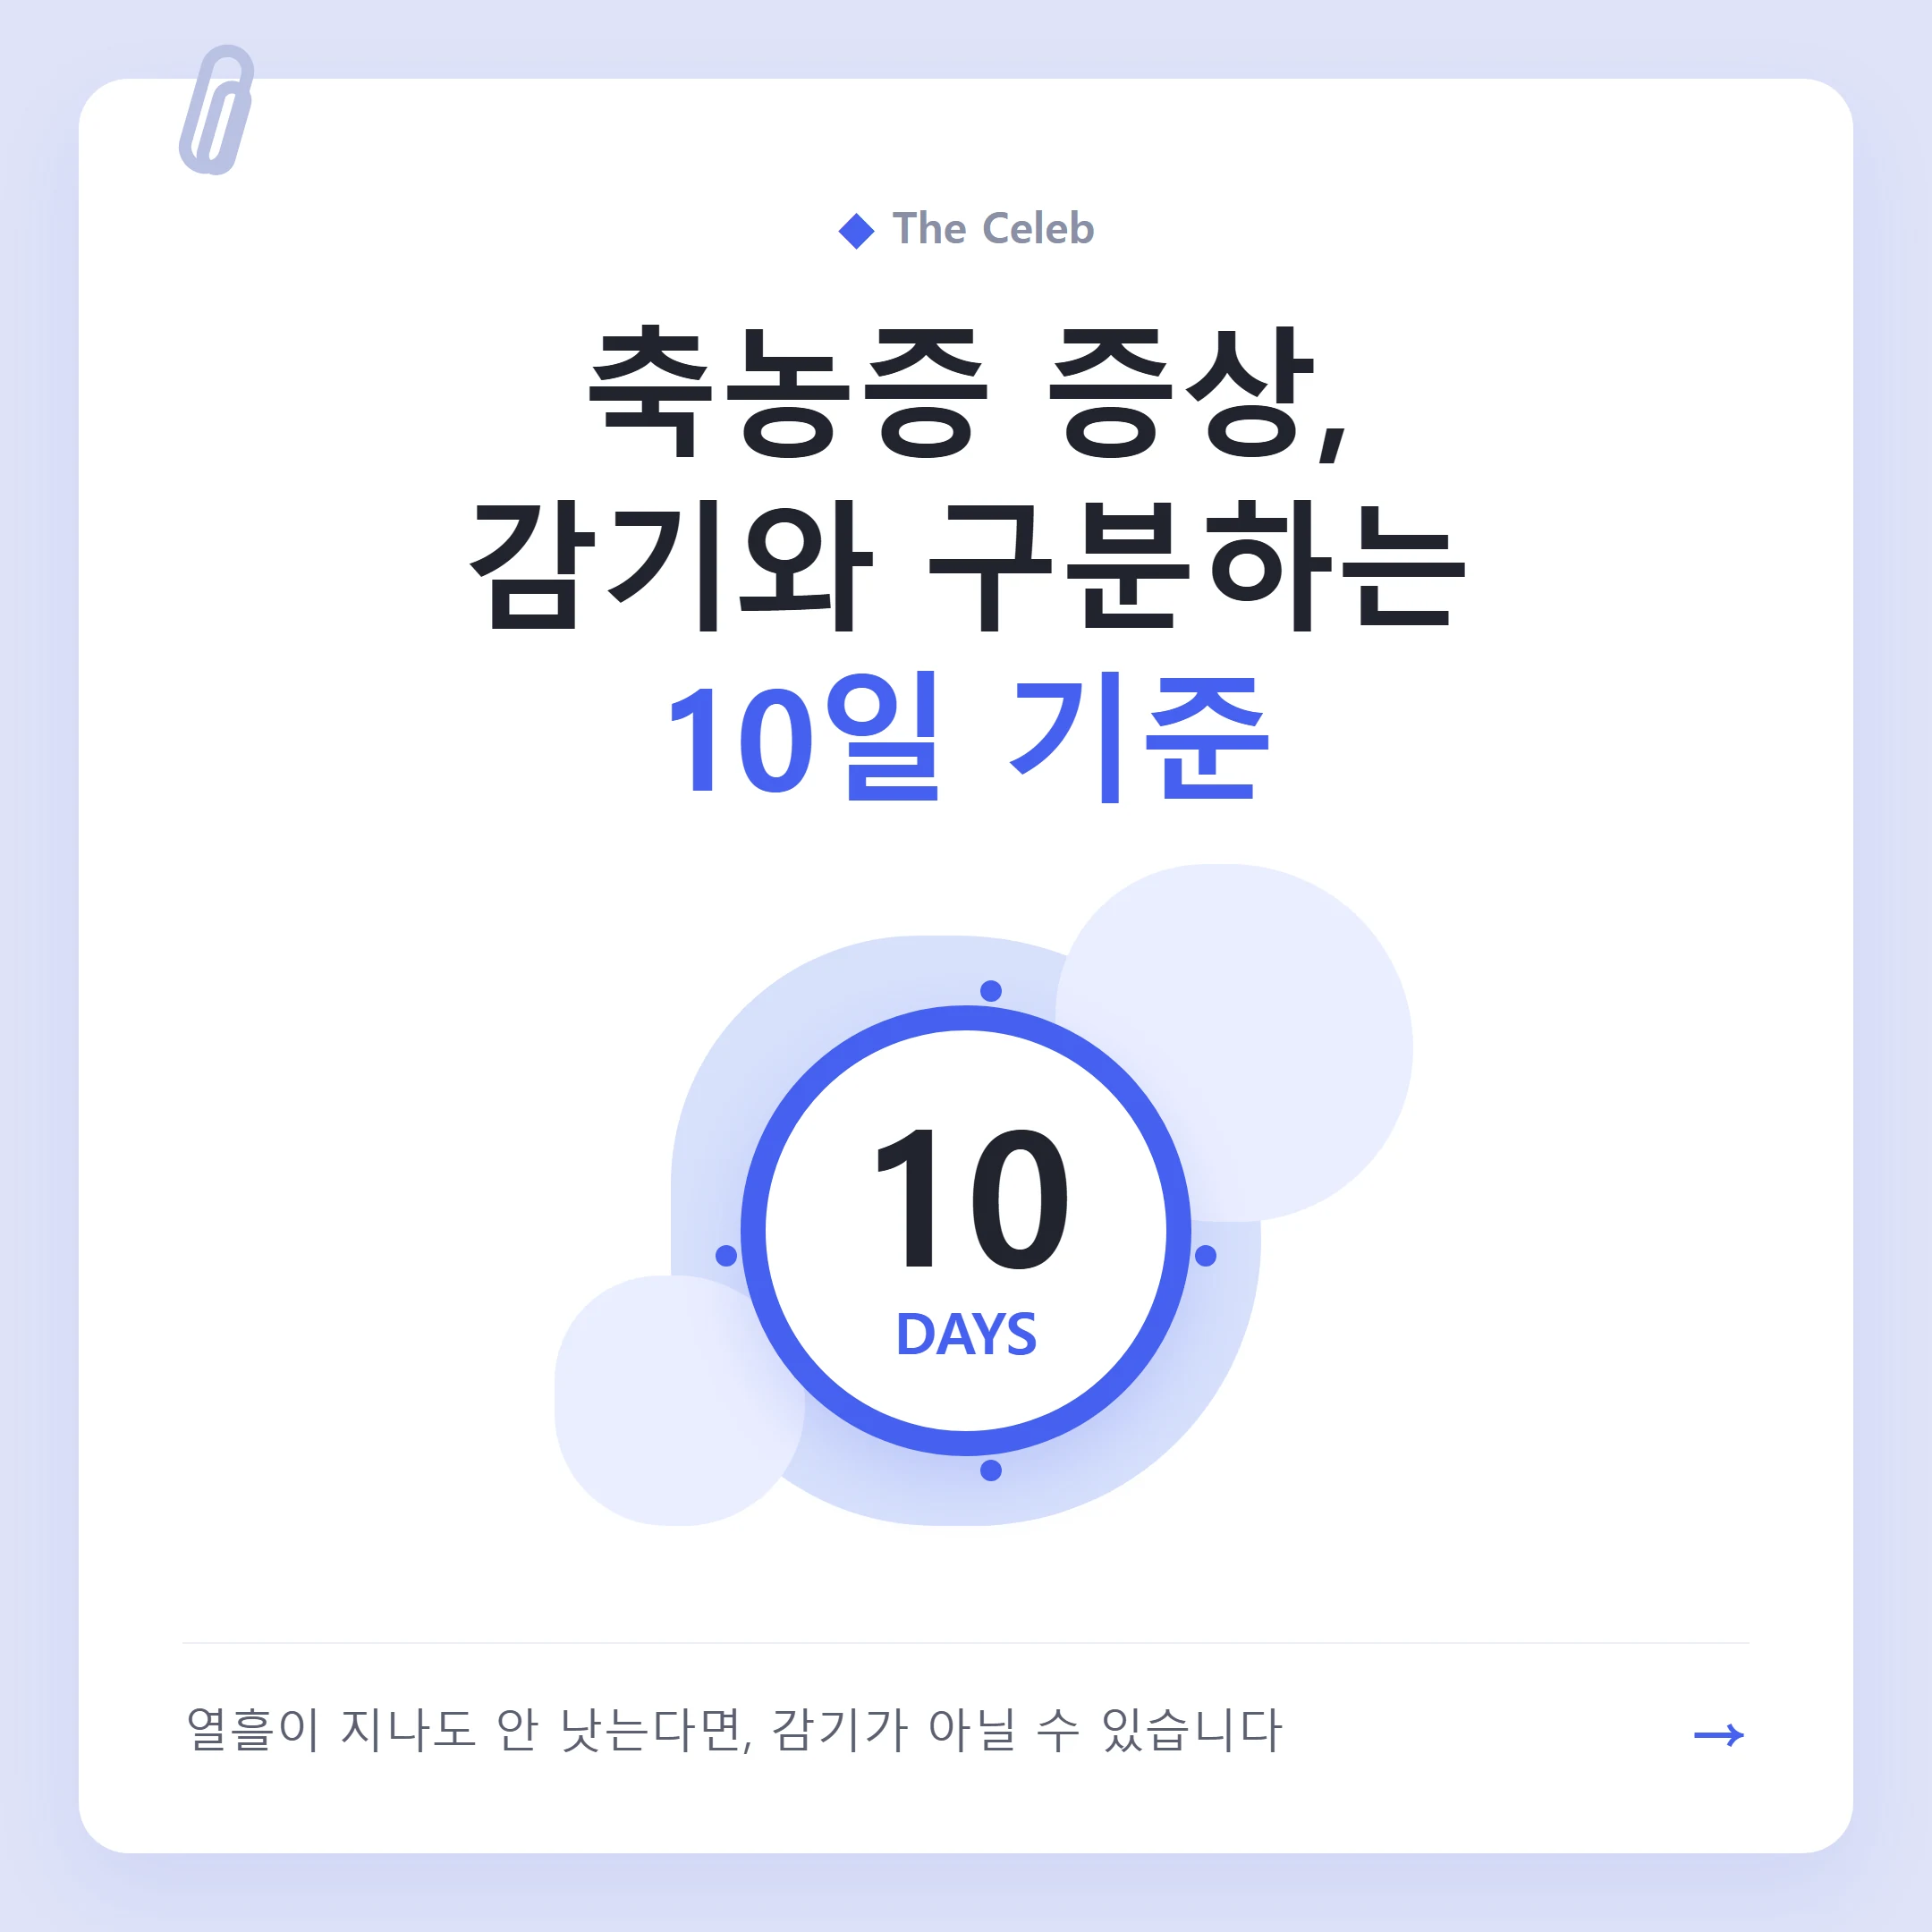 The Celeb
축농증 증상,
감기와 구분하는
10일 기준
10
DAYS
열흘이 지나도 안 낫는다면, 감기가 아닐 수 있습니다